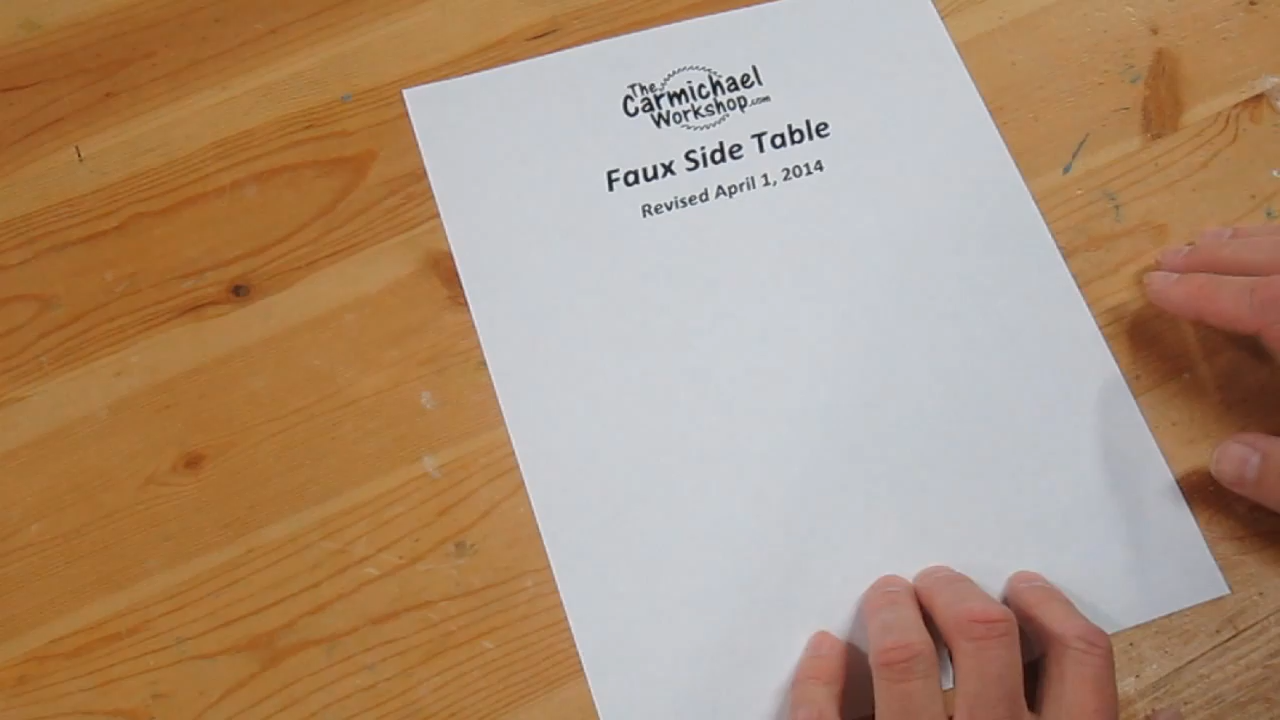 The
Carmichael
Workshop.com
Faux Side Table
Revised April 1, 2014